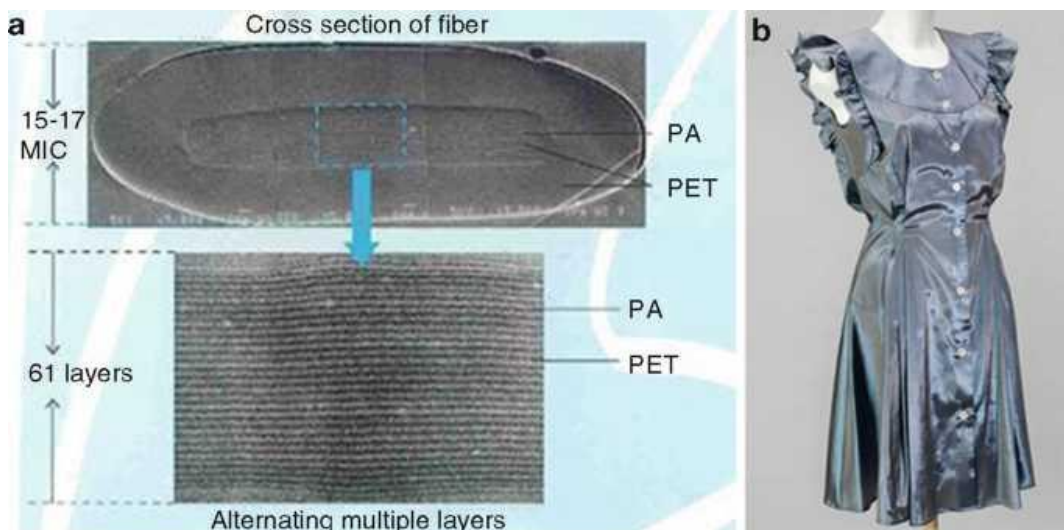 a
Cross section of fiber
b
15-17
MIC
PA
PET
PA
PET
61 layers
Alternating multiple layers